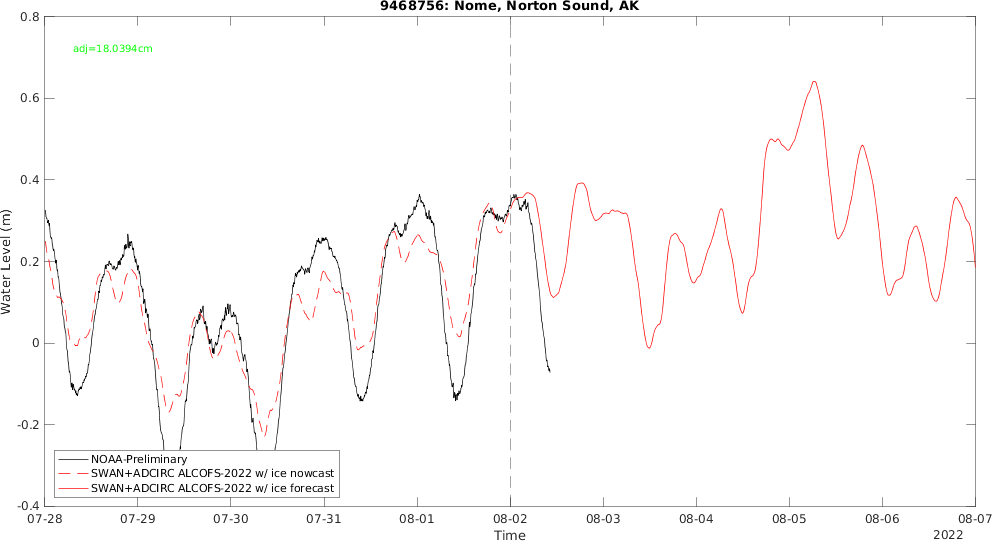 9468756: Nome, Norton Sound, AK
adj=18.0394cm
Water Level (m)
0.8
0.6
0.4
0.2
0
-0.2
-0.4
NOAA-Preliminary
SWAN+ADCIRC ALCOFS-2022 w/ ice nowcast
SWAN+ADCIRC ALCOFS-2022 w/ ice forecast
07-28 07-29 07-30 07-31 08-01 08-02 08-03 08-04 08-05 08-06 08-07
Time
2022